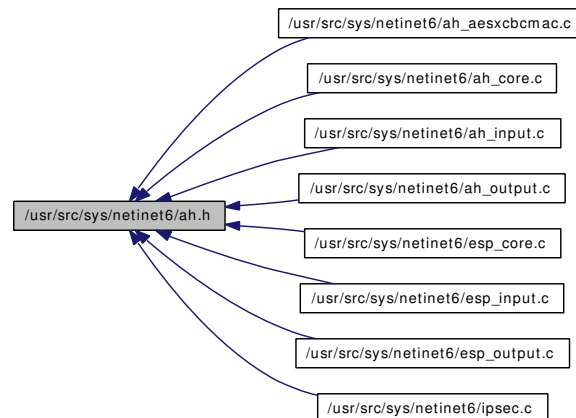 /usr/src/sys/netinet6/ah_aesxcbcmac.c
/usr/src/sys/netinet6/ah_core.c
/usr/src/sys/netinet6/ah_input.c
/usr/src/sys/netinet6/ah_output.c
/usr/src/sys/netinet6/ah.h
/usr/src/sys/netinet6/esp_core.c
/usr/src/sys/netinet6/esp_input.c
/usr/src/sys/netinet6/esp_output.c
/usr/src/sys/netinet6/ipsec.c